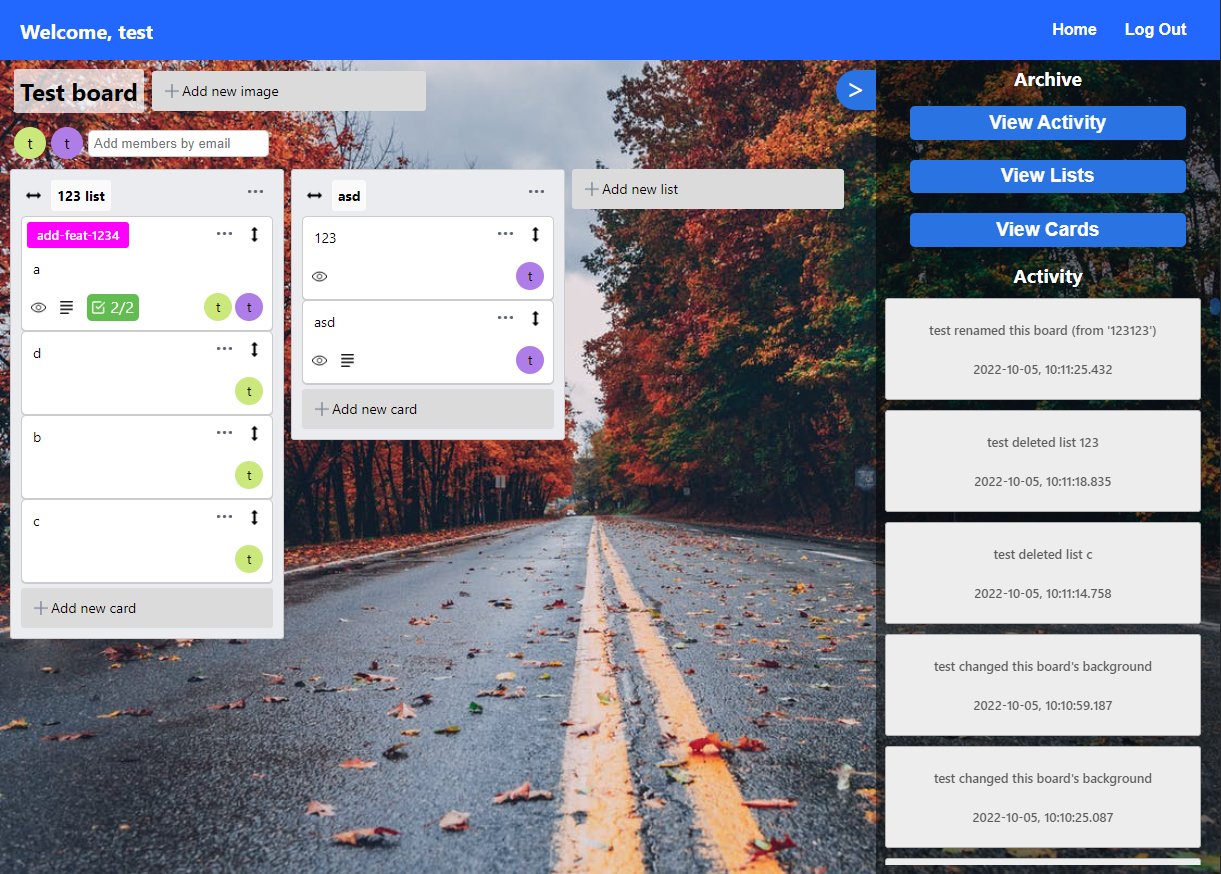 Welcome, test
Home
Log Out
Test board
Add new image
>
t
t
Add members by email
123 list
add-feat-1234
a
2/2
t
t
d
t
b
t
c
t
Add new card
asd
123
t
asd
t
Add new card
Add new list
Archive
View Activity
View Lists
View Cards
Activity
test renamed this board (from '123123')
2022-10-05, 10:11:25.432
test deleted list 123
2022-10-05, 10:11:18.835
test deleted list c
2022-10-05, 10:11:14.758
test changed this board's background
2022-10-05, 10:10:59.187
test changed this board's background
2022-10-05, 10:10:25.087